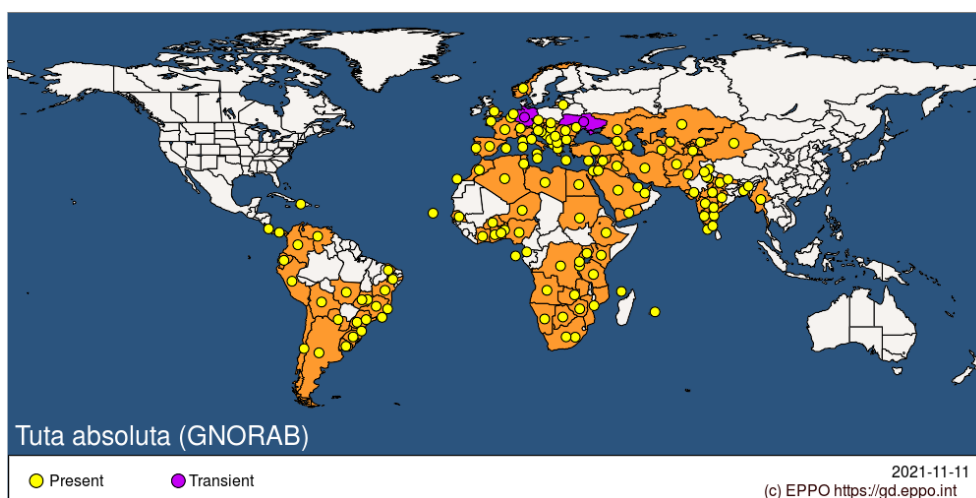 Tuta absoluta (GNORAB)
Present
Transient
2021-11-11
(c) EPPO https://gd.eppo.int